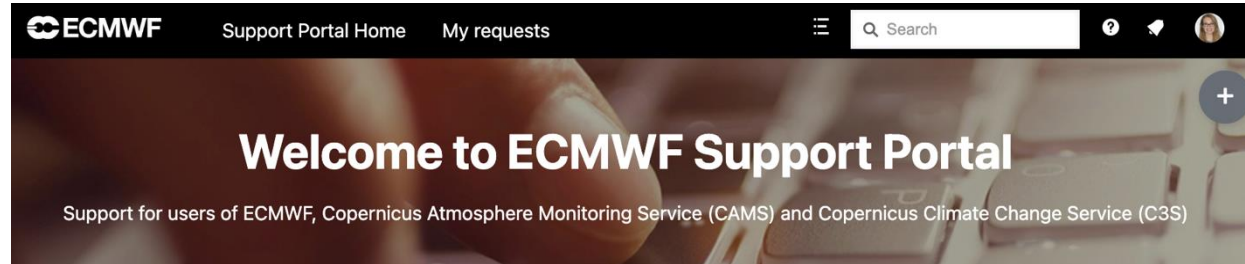 ECMWF
Support Portal Home
My requests
Search
Welcome to ECMWF Support Portal
Support for users of ECMWF, Copernicus Atmosphere Monitoring Service (CAMS) and Copernicus Climate Change Service (C3S)